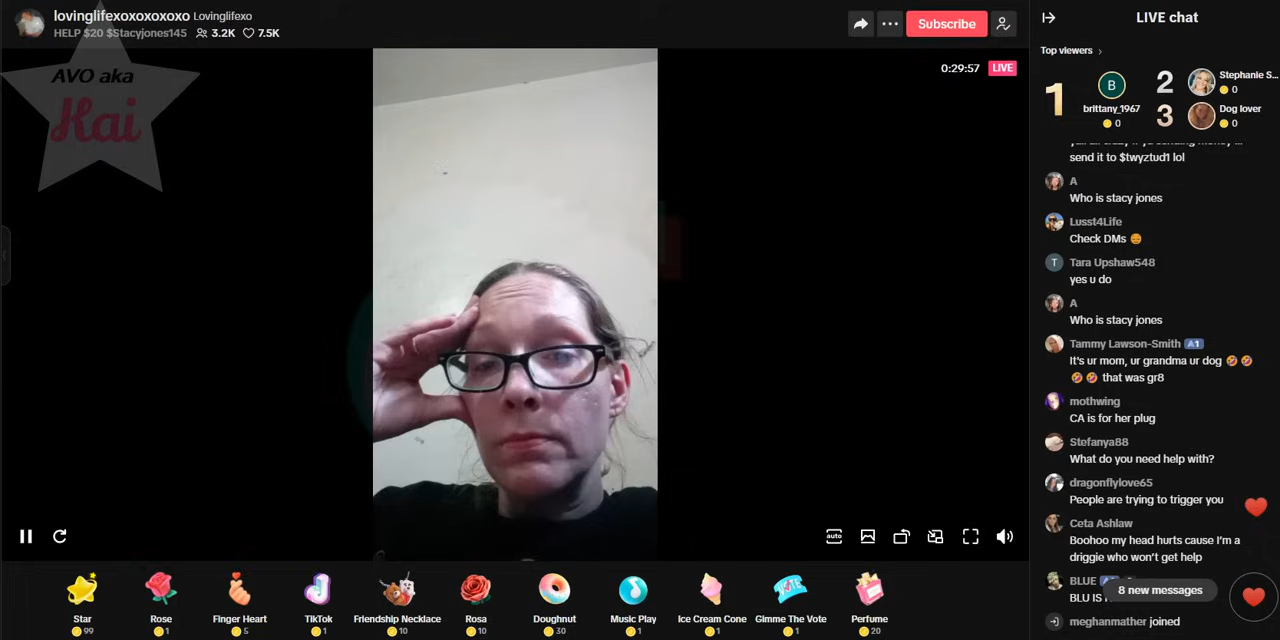 lovinglifexoxoxoxoxo Lovinglifexo
HELP $20 $Stacyjones145 3.2K 7.5K
Subscribe
AVO aka
Kai
0:29:57 LIVE
auto
Star
99
Rose
1
Finger Heart
5
TikTok
1
Friendship Necklace
10
Rosa
10
Doughnut
30
Music Play
1
Ice Cream Cone
1
Gimme The Vote
1
Perfume
20
LIVE chat
Top viewers
1
B
brittany_1967
0
2
Stephanie S...
0
3
Dog lover
0
send it to $twyztud1 lol
A
Who is stacy jones
Lusst4Life
Check DMs
T Tara Upshaw548
yes u do
A
Who is stacy jones
Tammy Lawson-Smith A1
It's ur mom, ur grandma ur dog
that was gr8
mothwing
CA is for her plug
Stefanya88
What do you need help with?
dragonflylove65
People are trying to trigger you
Ceta Ashlaw
Boohoo my head hurts cause I'm a
driggie who won't get help
BLUE
BLU IS
8 new messages
meghanmather joined